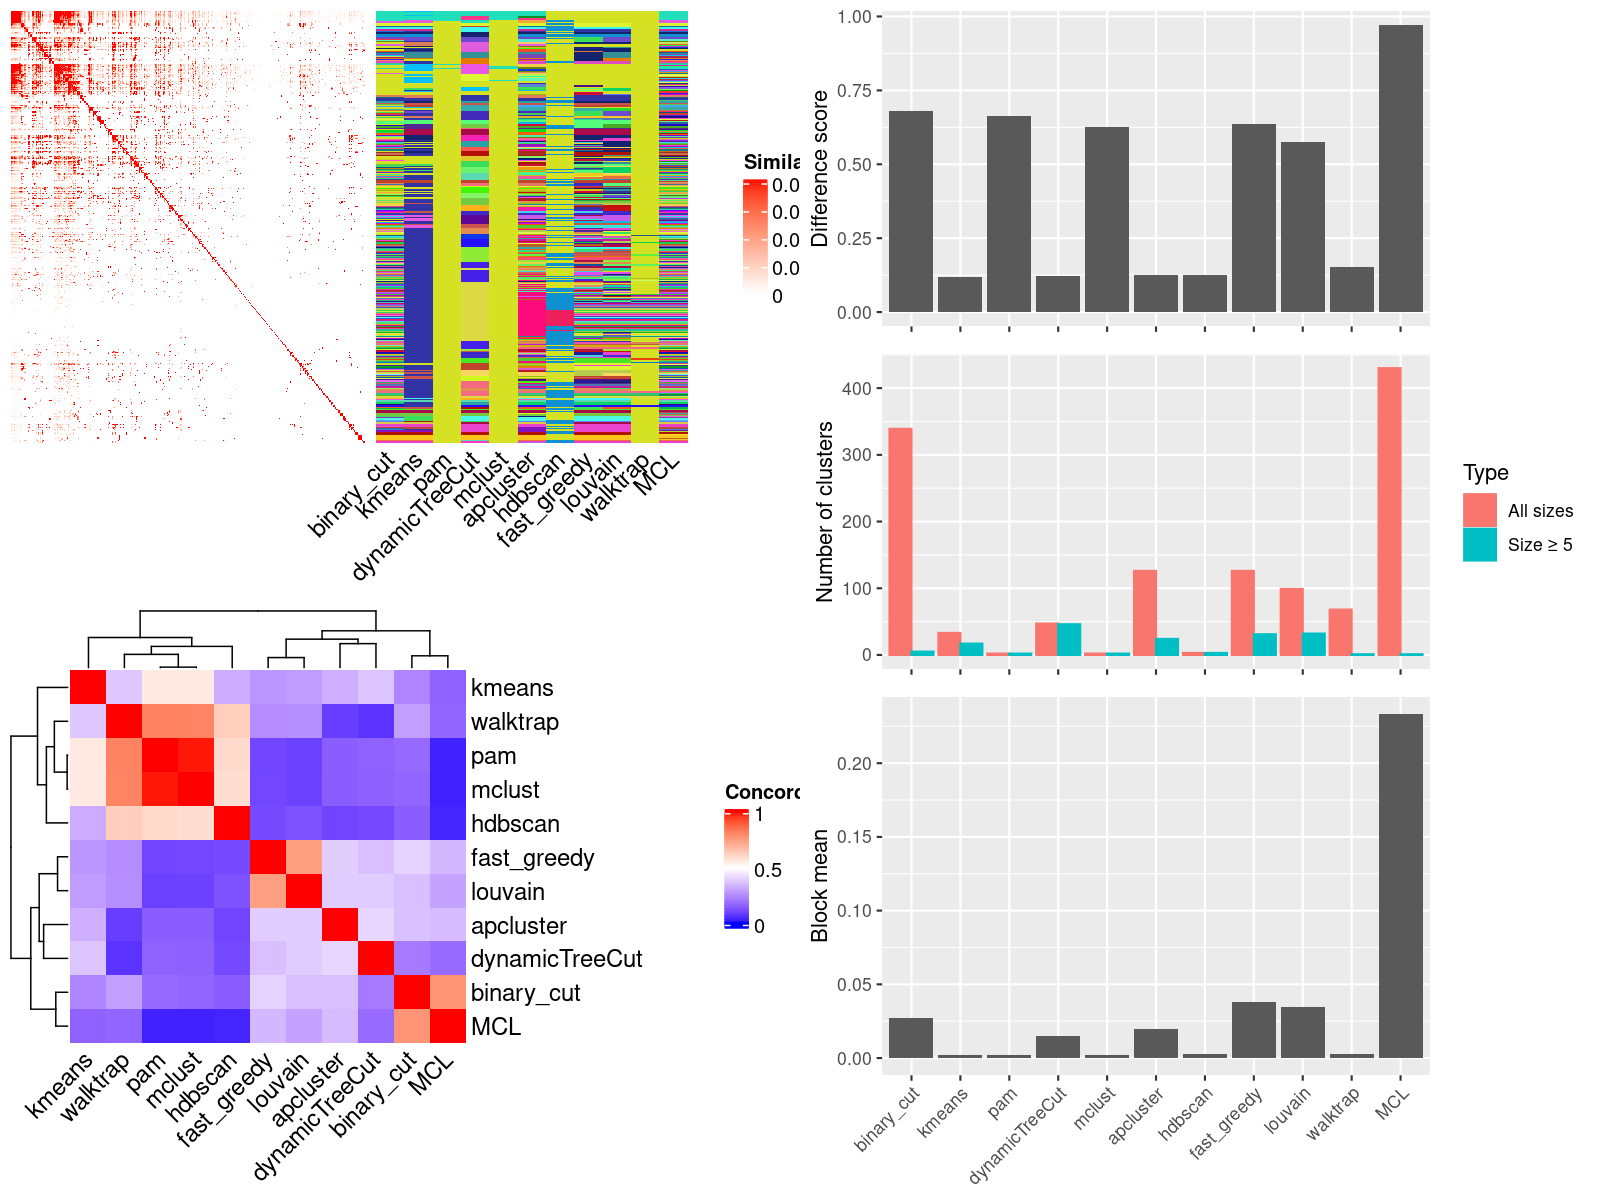 Simila
0.0
0.0
0.0
0.0
0
binary_cut
kmeans
pam
dynamicTreeCut
mclust
apcluster
hdbscan
fast_greedy
louvain
walktrap
MCL
kmeans
walktrap
pam
mclust
hdbscan
fast_greedy
louvain
apcluster
dynamicTreeCut
binary_cut
MCL
kmeans
walktrap
pam
mclust
hdbscan
fast_greedy
louvain
apcluster
dynamicTreeCut
binary_cut
MCL
Concord
1
0.5
0
Difference score
1.00
0.75
0.50
0.25
0.00
Number of clusters
400
300
200
100
0
Type
All sizes
Size ≥ 5
Block mean
0.20
0.15
0.10
0.05
0.00
binary_cut
kmeans
pam
dynamicTreeCut
mclust
apcluster
hdbscan
fast_greedy
louvain
walktrap
MCL